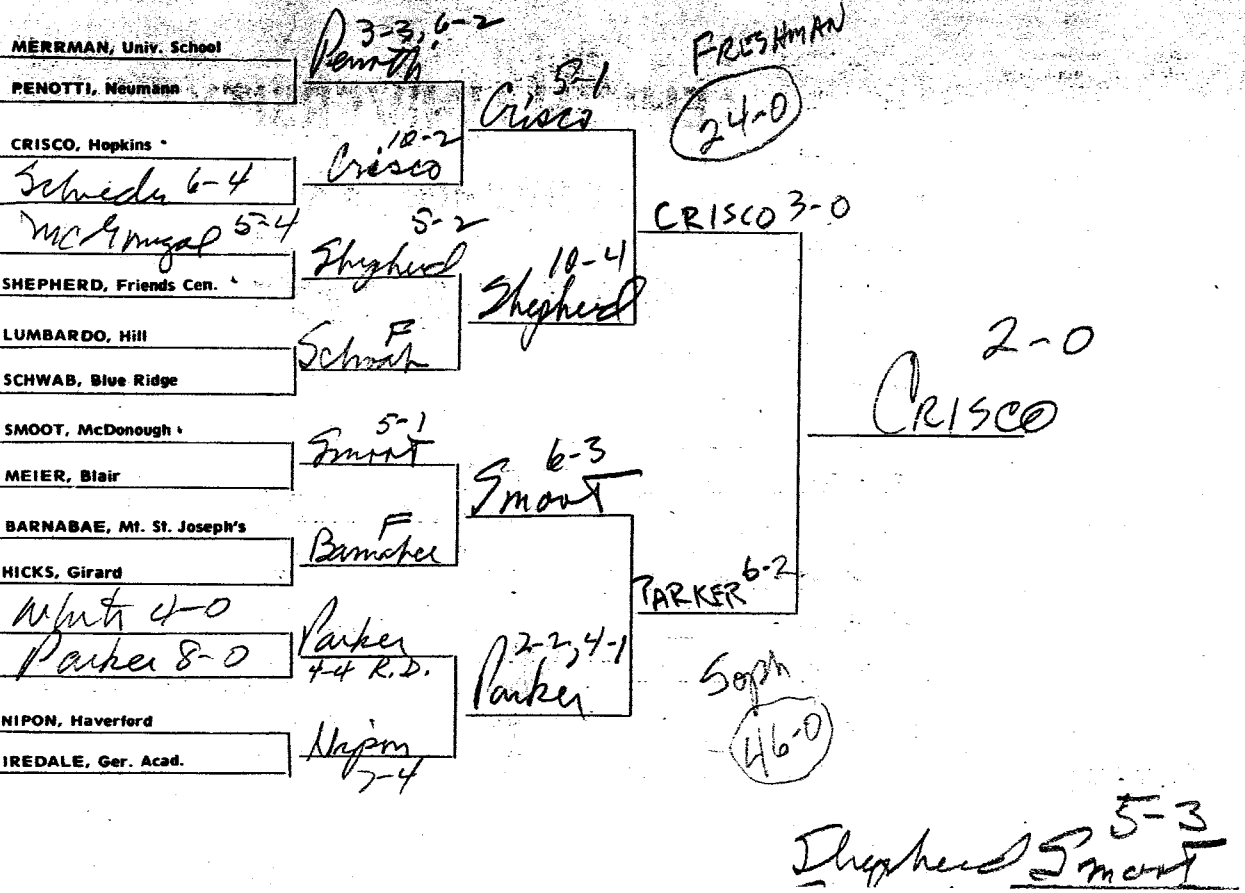 MERRMAN, Univ. School
PENOTTI, Neumann
CRISCO, Hopkins
6-4
5-4
SHEPHERD, Friends Cen.
LUMBARDO, Hill
SCHWAB, Blue Ridge
SMOOT, McDonough
MEIER, Blair
BARNABAE, Mt. St. Joseph's
HICKS, Girard
White 4-0
Parker 8-0
NIPON, Haverford
IREDALE, Ger. Acad.
3-3, 6-2
Penotti
10-2
Crisco
5-2
Shepherd
F
Schwab
5-1
Smoot
F
Barnabae
Parker
4-4 R.D.
Nipon
7-4
5-1
Crisco
10-4
Shepherd
6-3
Smoot
2-2, 4-1
Parker
FRESHMAN
24-0
CRISCO 3-0
PARKER 6-2
Soph
46-0
2-0
CRISCO
5-3
Shepherd Smoot